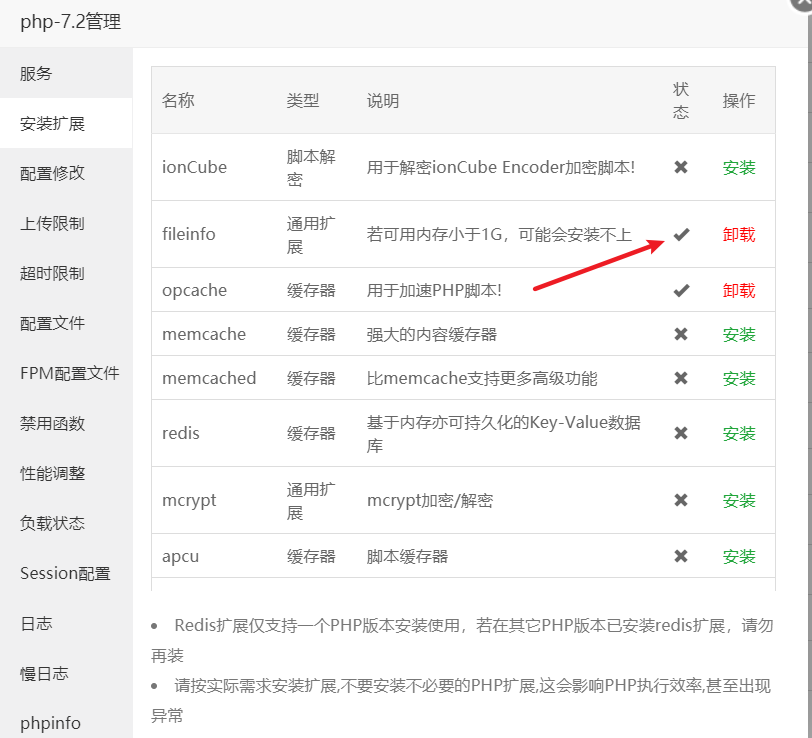 php-7.2管理
服务
安装扩展
配置修改
上传限制
超时限制
配置文件
FPM配置文件
禁用函数
性能调整
负载状态
Session配置
日志
慢日志
phpinfo
名称 类型 说明 状态 操作
ionCube 脚本解密 用于解密ionCube Encoder加密脚本! 安装
fileinfo 通用扩展 若可用内存小于1G，可能会安装不上 卸载
opcache 缓存器 用于加速PHP脚本! 卸载
memcache 缓存器 强大的内容缓存器 安装
memcached 缓存器 比memcache支持更多高级功能 安装
redis 缓存器 基于内存亦可持久化的Key-Value数据库 安装
mcrypt 通用扩展 mcrypt加密/解密 安装
apcu 缓存器 脚本缓存器 安装
Redis扩展仅支持一个PHP版本安装使用，若在其它PHP版本已安装redis扩展，请勿
再装
请按实际需求安装扩展,不要安装不必要的PHP扩展,这会影响PHP执行效率,甚至出现
异常